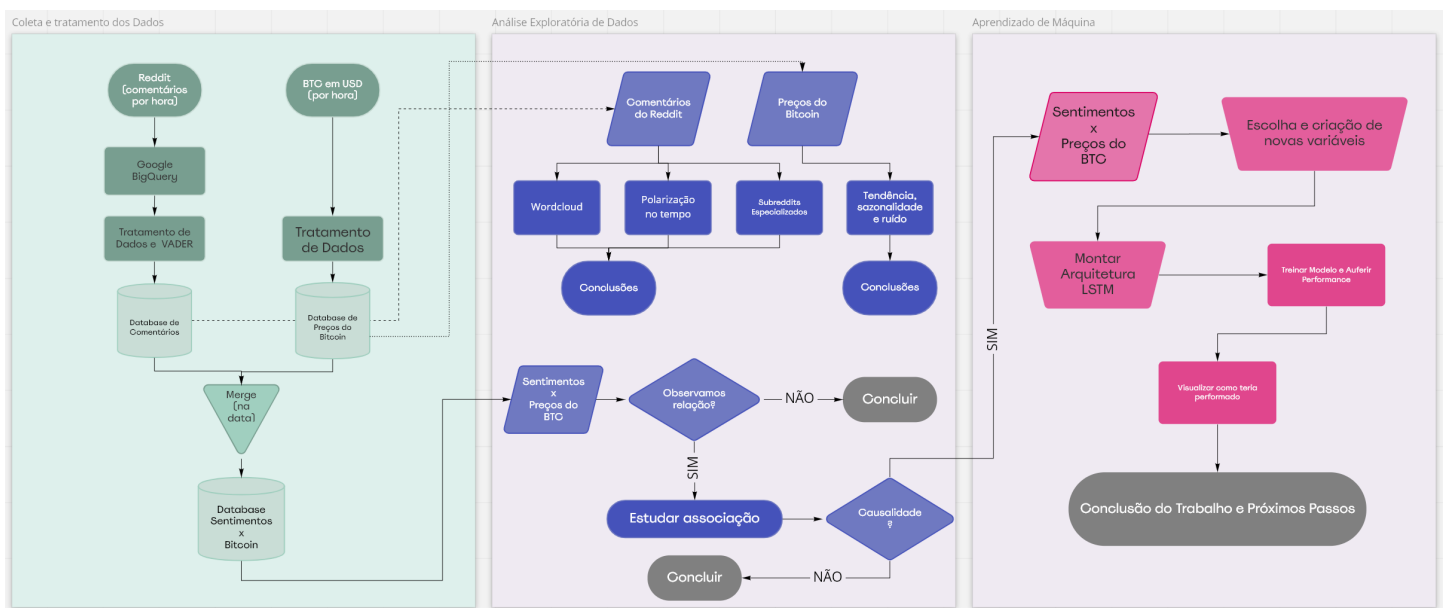 Coleta e tratamento dos Dados
Reddit
(comentários
por hora)
BTC em USD
(por hora)
Google
BigQuery
Tratamento de
Dados e VADER
Tratamento
de Dados
Database de
Comentários
Database de
Preços do
Bitcoin
Merge
(na
data)
Database
Sentimentos
x
Bitcoin
Análise Exploratória de Dados
Comentários
do Reddit
Preços do
Bitcoin
Wordcloud
Polarização
no tempo
Subreddits
Especializados
Tendência,
sazonalidade
e ruído
Conclusões
Conclusões
Sentimentos
x
Preços do
BTC
Observamos
relação?
NÃO
Concluir
SIM
Estudar associação
Causalidade
?
NÃO
Concluir
SIM
Aprendizado de Máquina
Sentimentos
x
Preços do
BTC
Escolha e criação de
novas variáveis
Montar
Arquitetura
LSTM
Treinar Modelo e Auferir
Performance
Visualizar como teria
performado
Conclusão do Trabalho e Próximos Passos